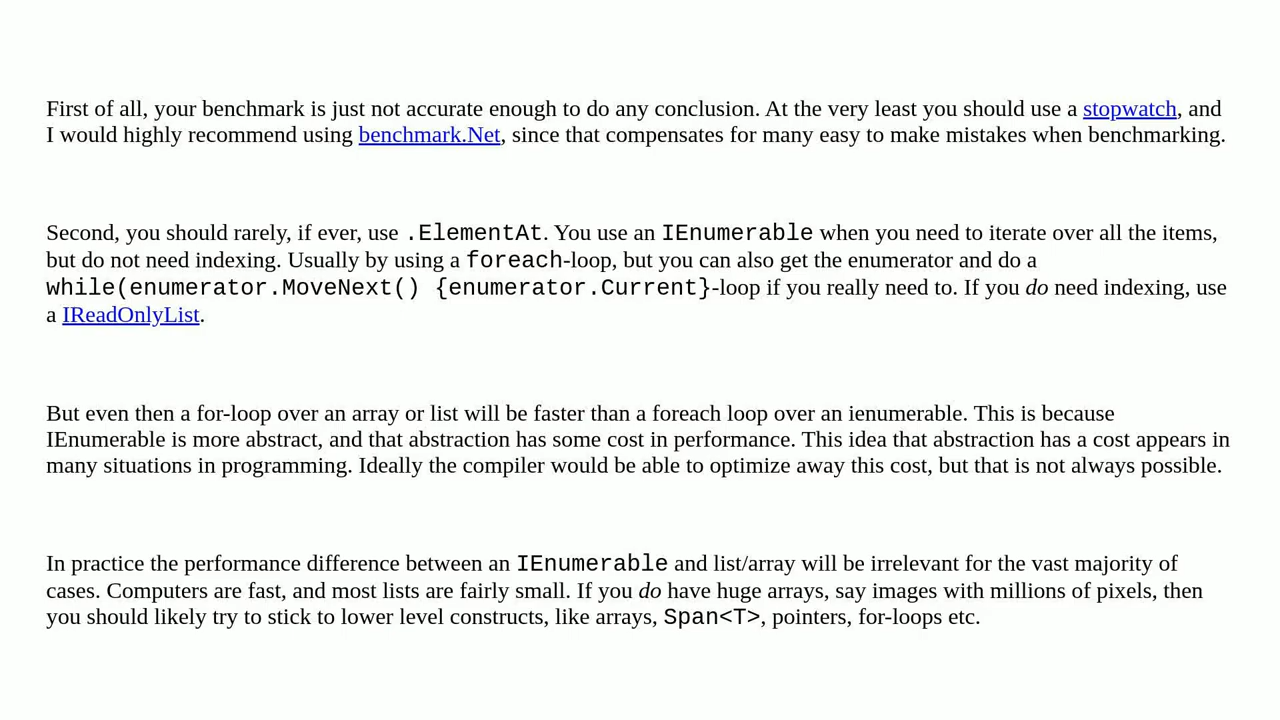 First of all, your benchmark is just not accurate enough to do any conclusion. At the very least you should use a stopwatch, and
I would highly recommend using benchmark.Net, since that compensates for many easy to make mistakes when benchmarking.
Second, you should rarely, if ever, use .ElementAt. You use an IEnumerable when you need to iterate over all the items,
but do not need indexing. Usually by using a foreach-loop, but you can also get the enumerator and do a
while(enumerator.MoveNext() {enumerator.Current}-loop if you really need to. If you do need indexing, use
a IReadOnlyList.
But even then a for-loop over an array or list will be faster than a foreach loop over an ienumerable. This is because
IEnumerable is more abstract, and that abstraction has some cost in performance. This idea that abstraction has a cost appears in
many situations in programming. Ideally the compiler would be able to optimize away this cost, but that is not always possible.
In practice the performance difference between an IEnumerable and list/array will be irrelevant for the vast majority of
cases. Computers are fast, and most lists are fairly small. If you do have huge arrays, say images with millions of pixels, then
you should likely try to stick to lower level constructs, like arrays, Span<T>, pointers, for-loops etc.